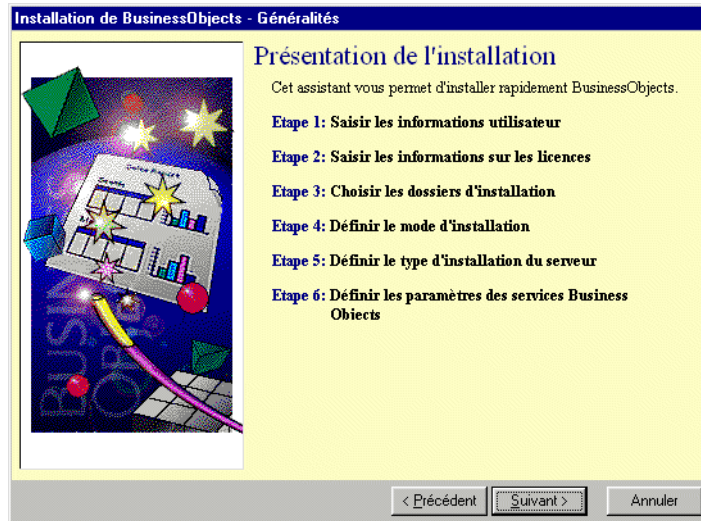 Installation de BusinessObjects - Généralités
Présentation de l'installation
Cet assistant vous permet d'installer rapidement BusinessObjects.
Etape 1: Saisir les informations utilisateur
Etape 2: Saisir les informations sur les licences
Etape 3: Choisir les dossiers d'installation
Etape 4: Définir le mode d'installation
Etape 5: Définir le type d'installation du serveur
Etape 6: Définir les paramètres des services Business
Objects
BUSIN
OBJE
< Précédent
Suivant >
Annuler